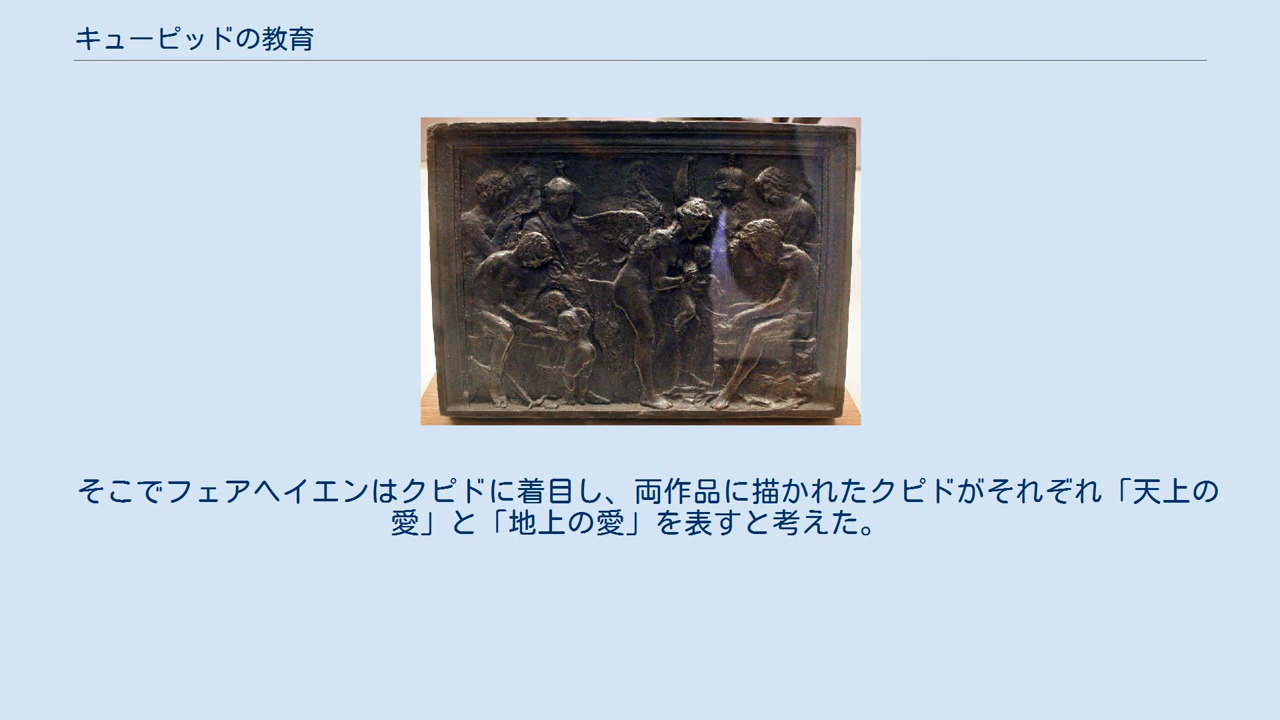 キューピッドの教育
そこでフェアヘイエンはクピドに着目し、両作品に描かれたクピドがそれぞれ「天上の
愛」と「地上の愛」を表すと考えた。